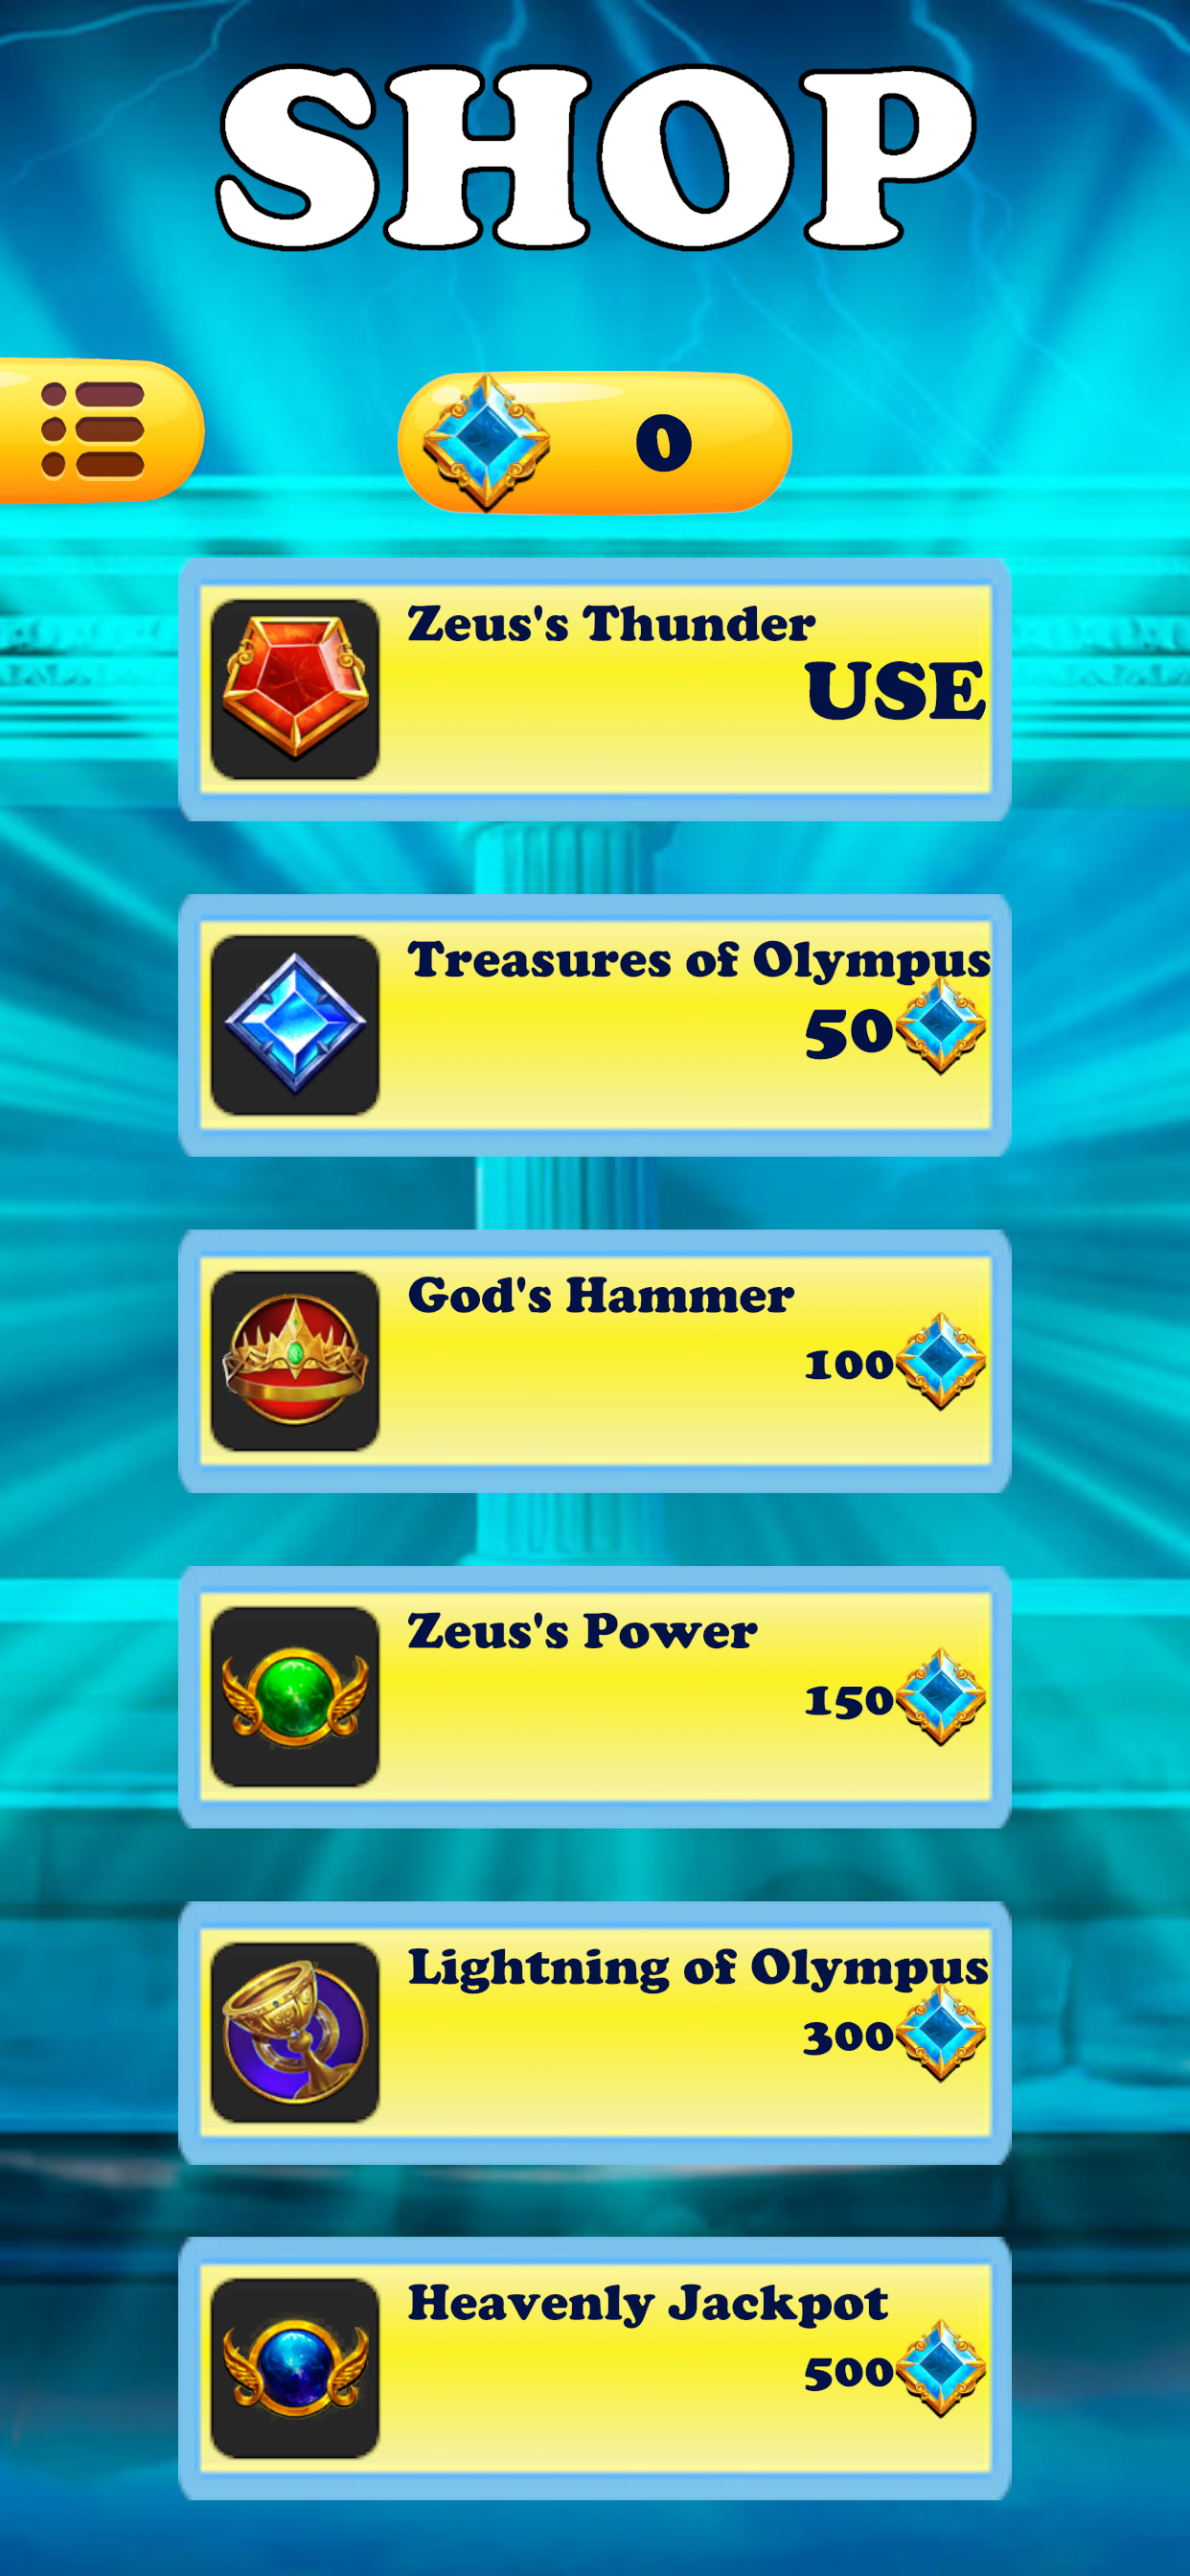 SHOP
0
Zeus's Thunder
USE
Treasures of Olympus
50
God's Hammer
100
Zeus's Power
150
Lightning of Olympus
300
Heavenly Jackpot
500